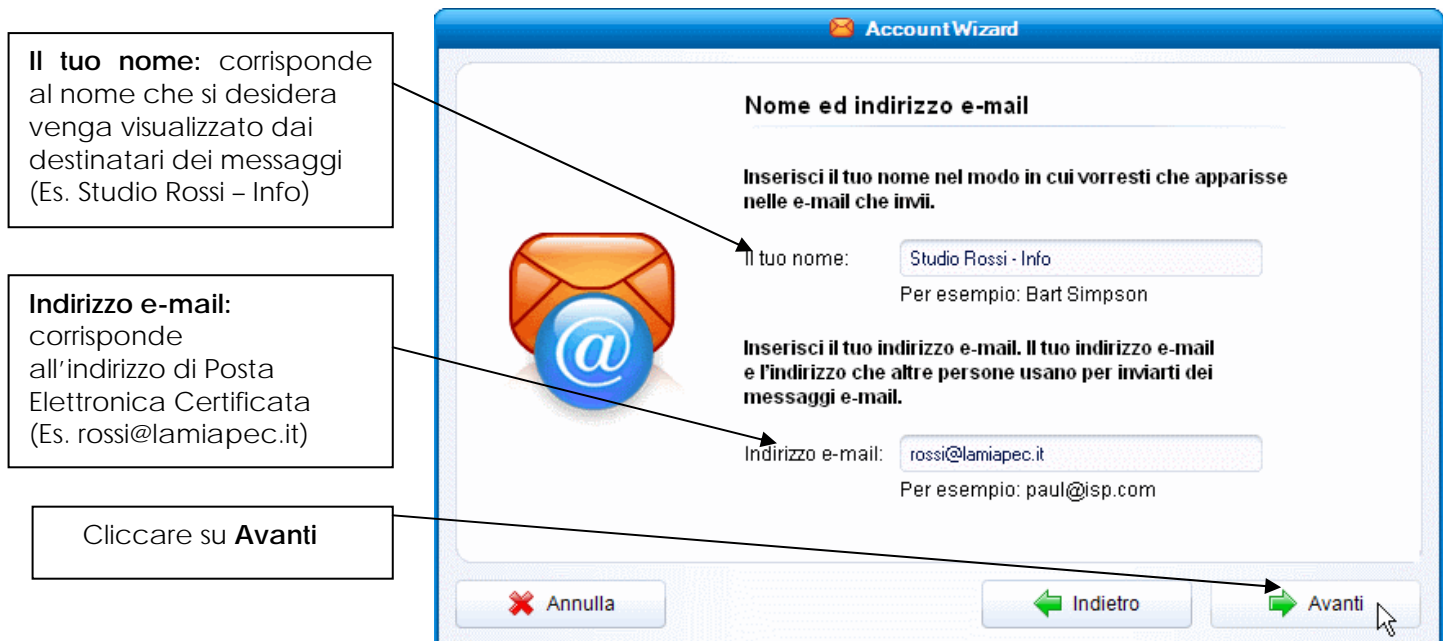 Il tuo nome: corrisponde
al nome che si desidera
venga visualizzato dai
destinatari dei messaggi
(Es. Studio Rossi – Info)
Indirizzo e-mail:
corrisponde
all’indirizzo di Posta
Elettronica Certificata
(Es. rossi@lamiapec.it)
Cliccare su Avanti
Account Wizard
Nome ed indirizzo e-mail
Inserisci il tuo nome nel modo in cui vorresti che apparisse
nelle e-mail che invii.
Il tuo nome: Studio Rossi - Info
Per esempio: Bart Simpson
Inserisci il tuo indirizzo e-mail. Il tuo indirizzo e-mail
e l'indirizzo che altre persone usano per inviarti dei
messaggi e-mail.
Indirizzo e-mail: rossi@lamiapec.it
Per esempio: paul@isp.com
Annulla Indietro Avanti